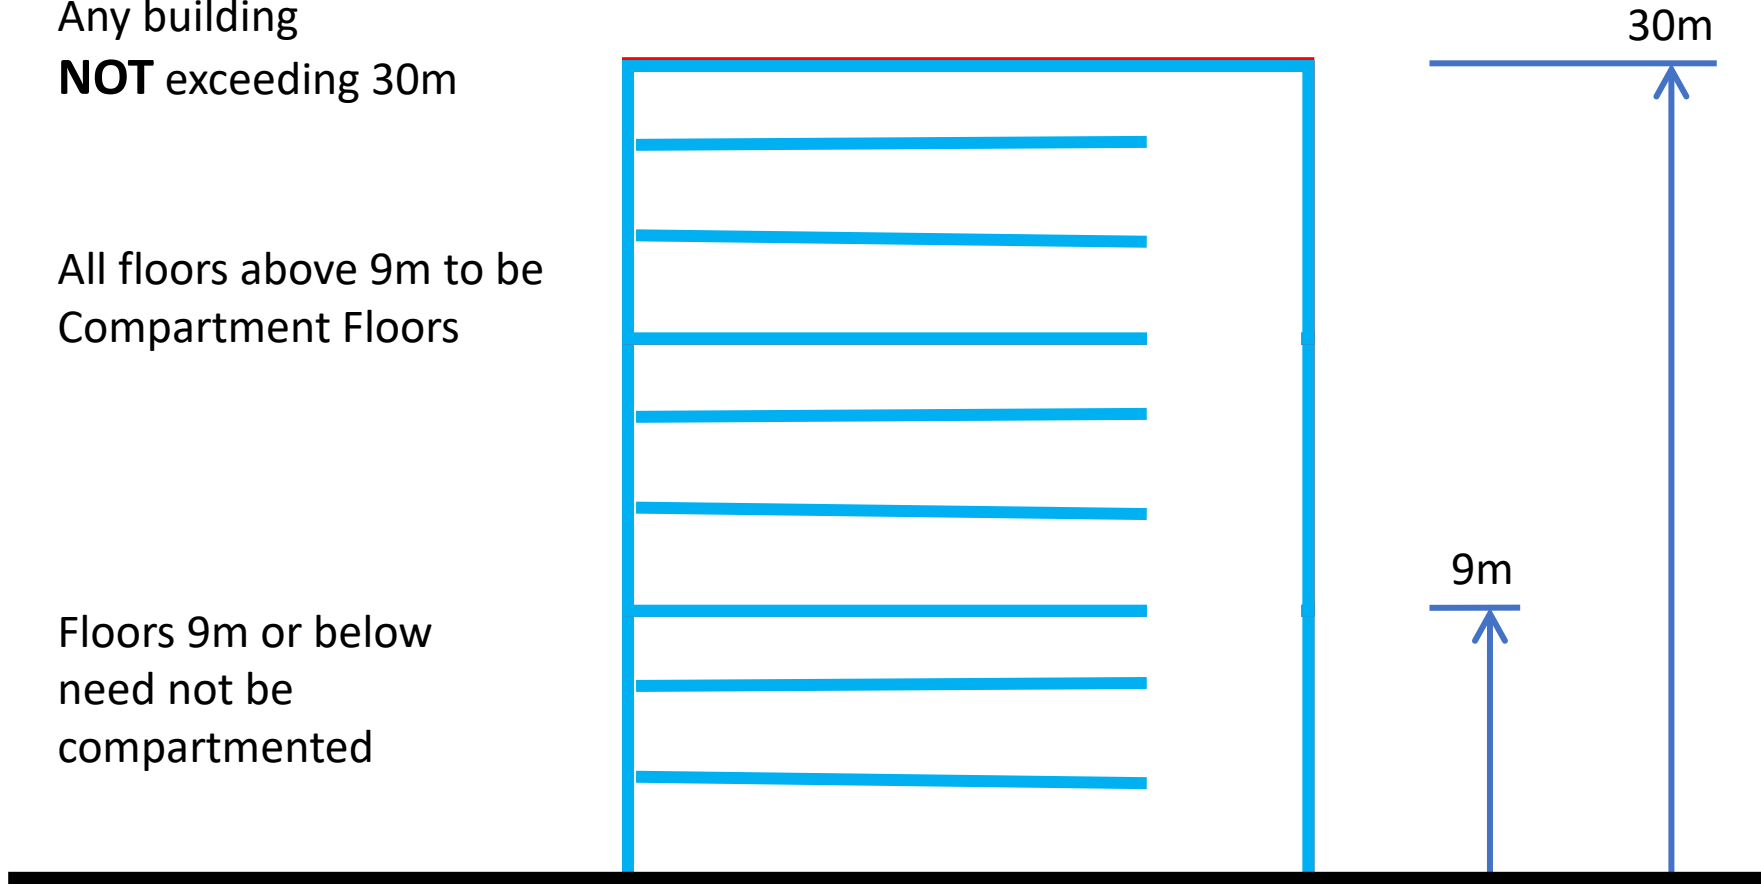 Any building
NOT exceeding 30m
30m
All floors above 9m to be
Compartment Floors
9m
Floors 9m or below
need not be
compartmented